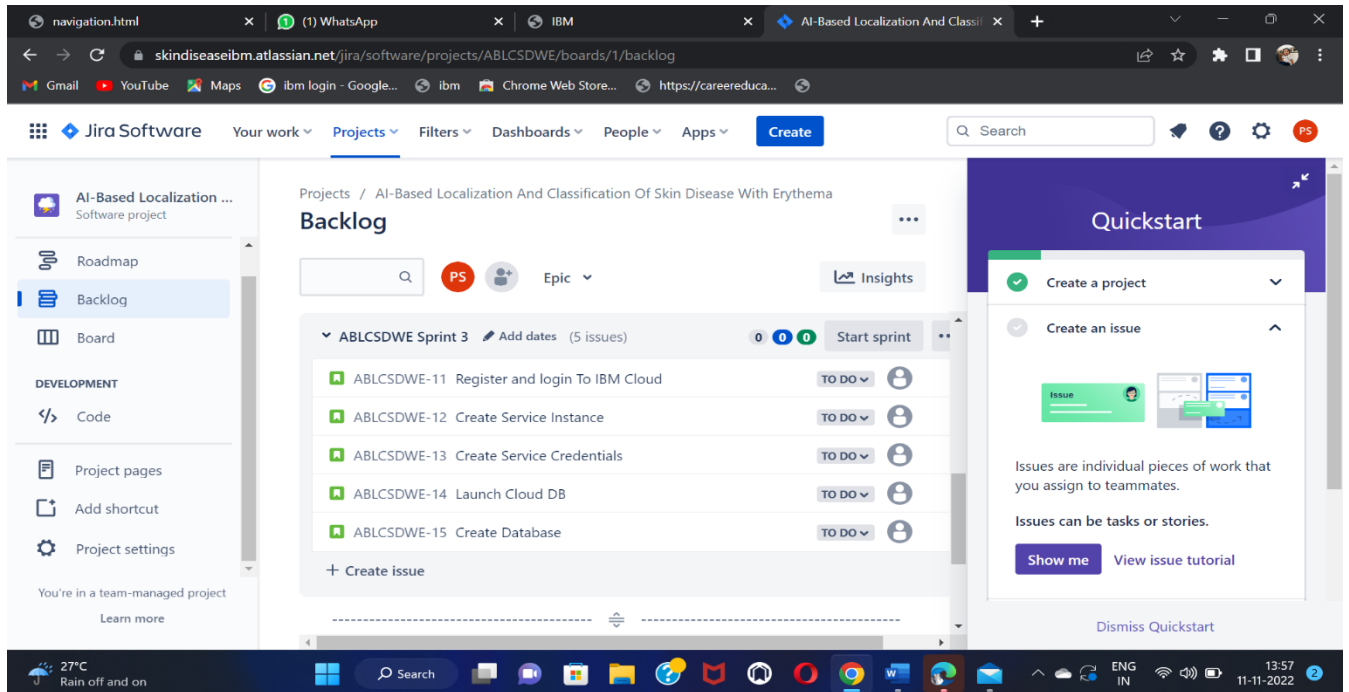 navigation.html
(1) WhatsApp
IBM
AI-Based Localization And Classif
skindiseaseibm.atlassian.net/jira/software/projects/ABLCSDWE/boards/1/backlog
Gmail YouTube Maps ibm login - Google... ibm Chrome Web Store... https://careereduca...
Jira Software Your work Projects Filters Dashboards People Apps Create Search PS
AI-Based Localization ...
Software project
Roadmap
Backlog
Board
DEVELOPMENT
Code
Project pages
Add shortcut
Project settings
You're in a team-managed project
Learn more
Projects / AI-Based Localization And Classification Of Skin Disease With Erythema
Backlog
PS Epic Insights
ABLCSDWE Sprint 3 Add dates (5 issues) 0 0 0 Start sprint
ABLCSDWE-11 Register and login To IBM Cloud TO DO
ABLCSDWE-12 Create Service Instance TO DO
ABLCSDWE-13 Create Service Credentials TO DO
ABLCSDWE-14 Launch Cloud DB TO DO
ABLCSDWE-15 Create Database TO DO
+ Create issue
Quickstart
Create a project
Create an issue
Issue
Issues are individual pieces of work that
you assign to teammates.
Issues can be tasks or stories.
Show me View issue tutorial
Dismiss Quickstart
27°C
Rain off and on
Search
ENG
IN
13:57
11-11-2022
2